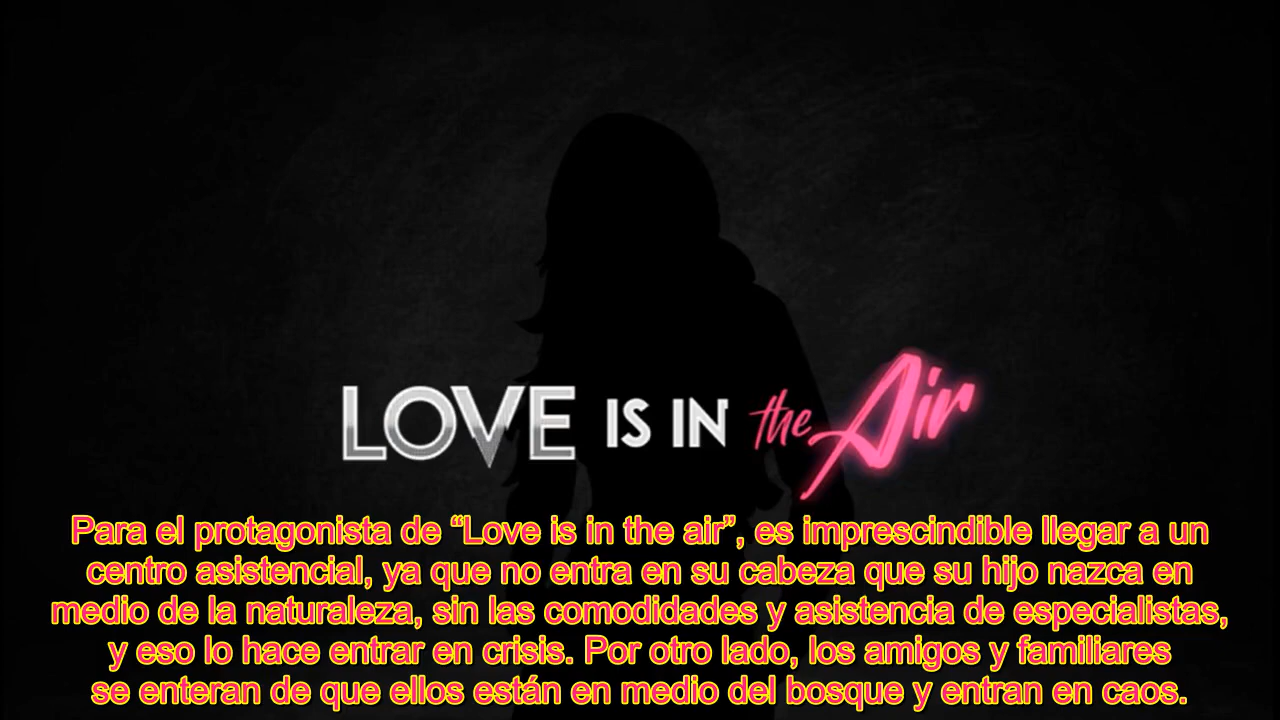 LOVE IS IN the Air
Para el protagonista de “Love is in the air”, es imprescindible llegar a un
centro asistencial, ya que no entra en su cabeza que su hijo nazca en
medio de la naturaleza, sin las comodidades y asistencia de especialistas,
y eso lo hace entrar en crisis. Por otro lado, los amigos y familiares
se enteran de que ellos están en medio del bosque y entran en caos.